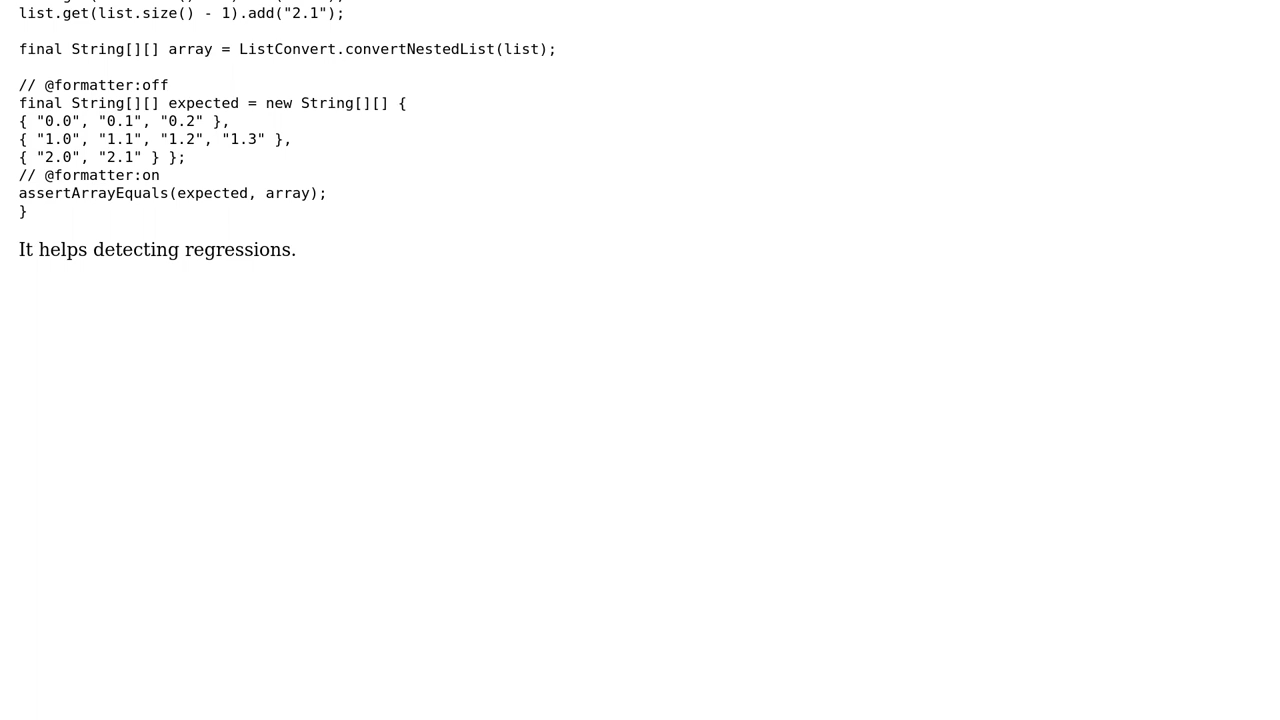 list.get(list.size() - 1).add("2.1");
final String[][] array = ListConvert.convertNestedList(list);
// @formatter:off
final String[][] expected = new String[][] {
{ "0.0", "0.1", "0.2" },
{ "1.0", "1.1", "1.2", "1.3" },
{ "2.0", "2.1" } };
// @formatter:on
assertArrayEquals(expected, array);
}
It helps detecting regressions.